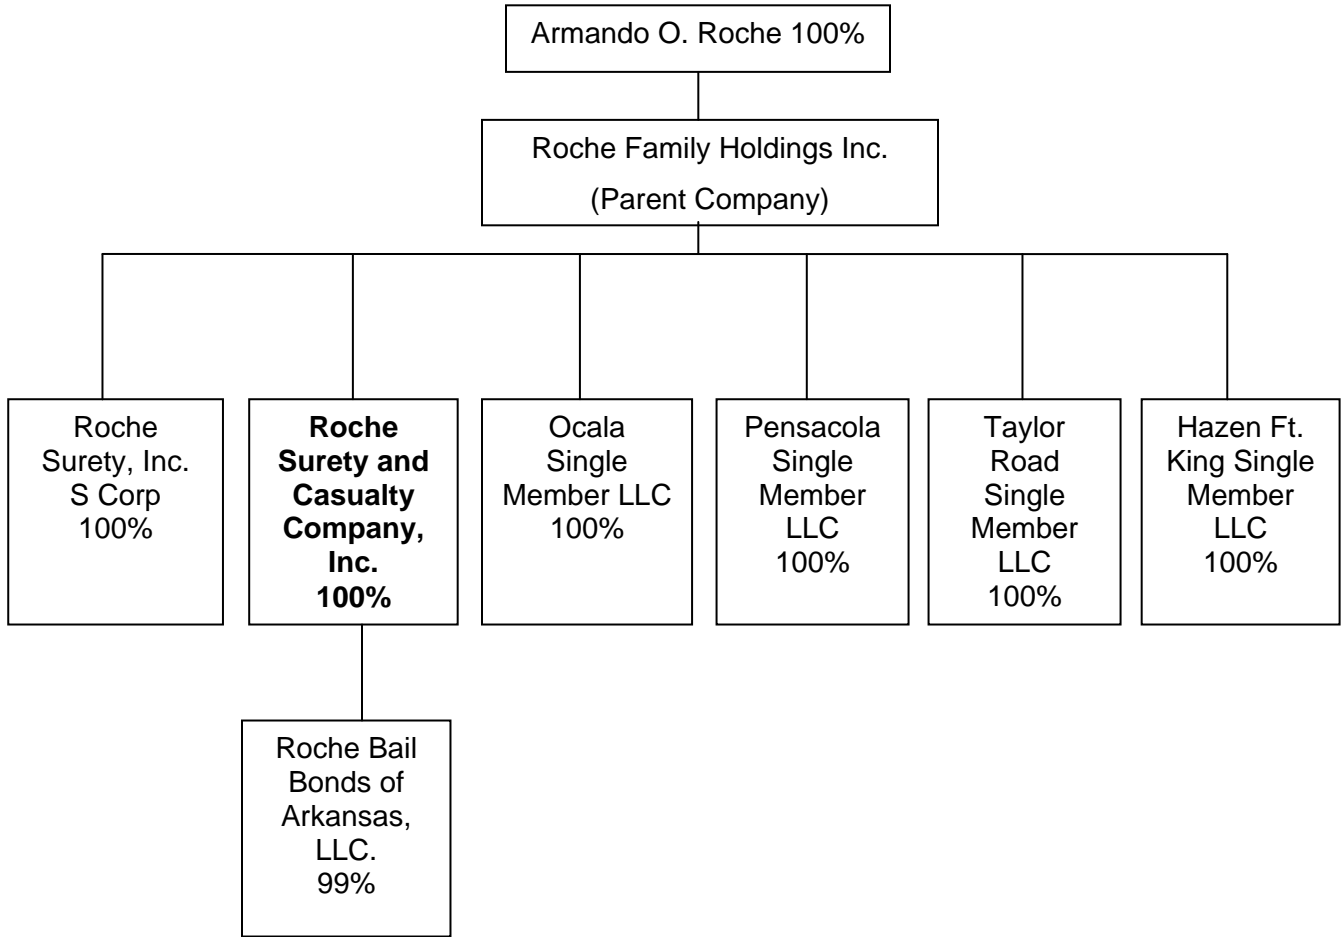 Armando O. Roche 100%
Roche Family Holdings Inc.
(Parent Company)
Roche
Surety, Inc.
S Corp
100%
Roche
Surety and
Casualty
Company,
Inc.
100%
Ocala
Single
Member LLC
100%
Pensacola
Single
Member
LLC
100%
Taylor
Road
Single
Member
LLC
100%
Hazen Ft.
King Single
Member
LLC
100%
Roche Bail
Bonds of
Arkansas,
LLC.
99%